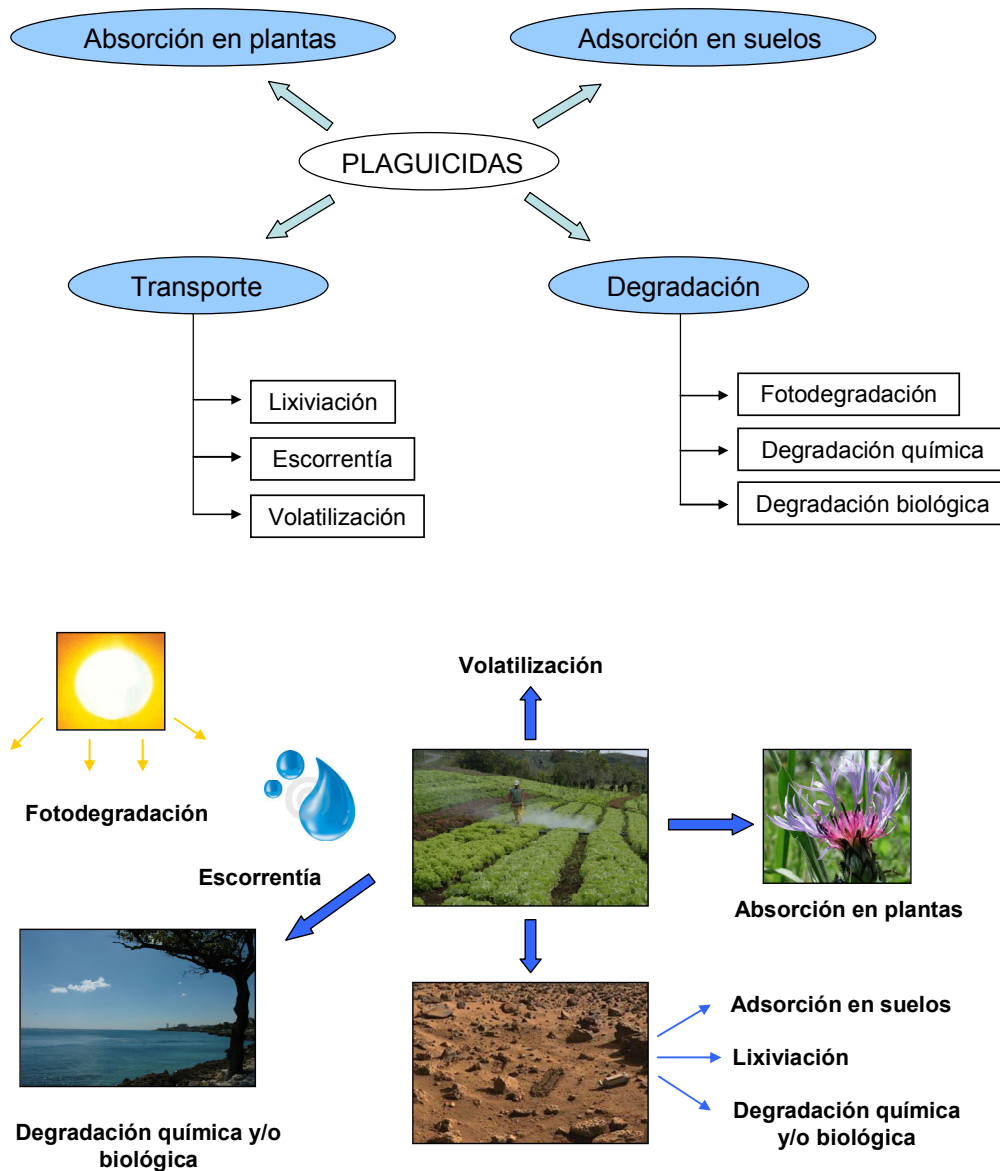 Absorción en plantas
Adsorción en suelos
PLAGUICIDAS
Transporte
Degradación
Lixiviación
Escorrentía
Volatilización
Fotodegradación
Degradación química
Degradación biológica
Volatilización
Fotodegradación
Escorrentía
Absorción en plantas
Adsorción en suelos
Lixiviación
Degradación química
y/o biológica
Degradación química y/o
biológica